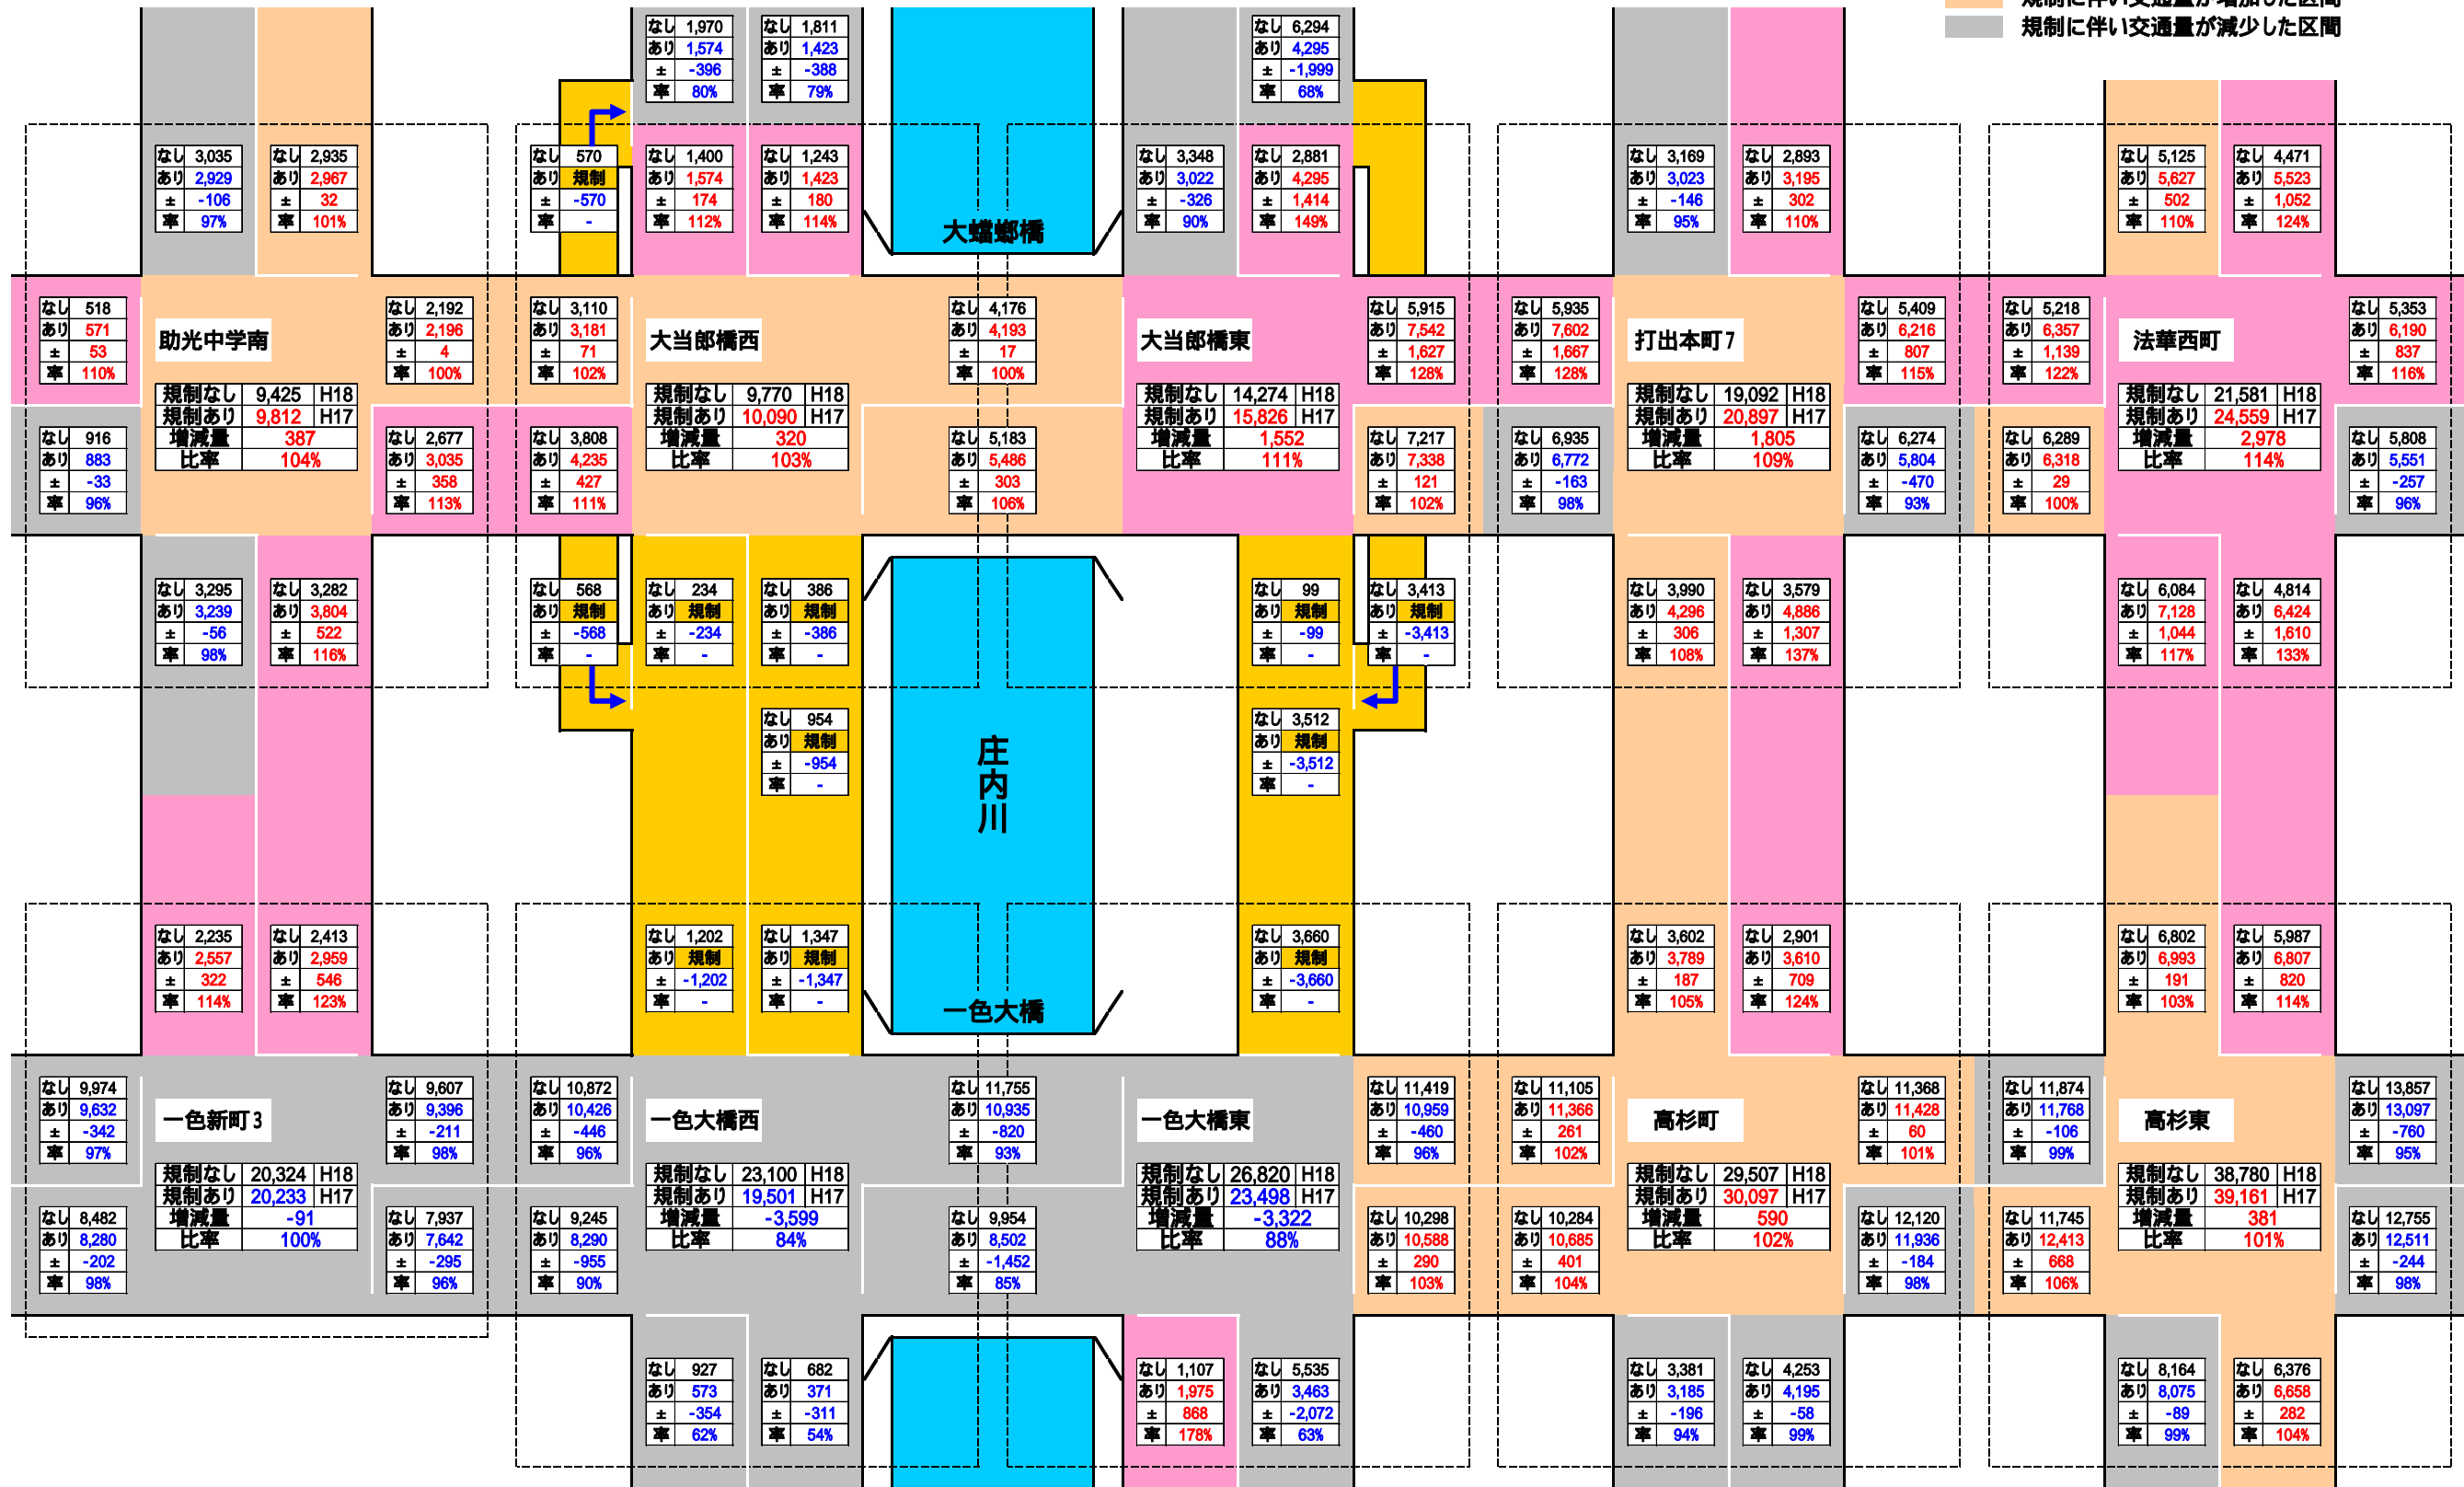 規制に伴い交通量が増加した区間
規制に伴い交通量が減少した区間
なし 1,970
あり 1,574
± -396
率 80%
なし 1,811
あり 1,423
± -388
率 79%
なし 6,294
あり 4,295
± -1,999
率 68%
なし 3,035
あり 2,929
± -106
率 97%
なし 2,935
あり 2,967
± 32
率 101%
なし 570
あり 規制
± -570
率 -
なし 1,400
あり 1,574
± 174
率 112%
なし 1,243
あり 1,423
± 180
率 114%
大蟷螂橋
なし 3,348
あり 3,022
± -326
率 90%
なし 2,881
あり 4,295
± 1,414
率 149%
なし 3,169
あり 3,023
± -146
率 95%
なし 2,893
あり 3,195
± 302
率 110%
なし 5,125
あり 5,627
± 502
率 110%
なし 4,471
あり 5,523
± 1,052
率 124%
なし 518
あり 571
± 53
率 110%
助光中学南
規制なし 9,425 H18
規制あり 9,812 H17
増減量 387
比率 104%
なし 2,192
あり 2,196
± 4
率 100%
なし 3,110
あり 3,181
± 71
率 102%
大当郎橋西
規制なし 9,770 H18
規制あり 10,090 H17
増減量 320
比率 103%
なし 4,176
あり 4,193
± 17
率 100%
大当郎橋東
規制なし 14,274 H18
規制あり 15,826 H17
増減量 1,552
比率 111%
なし 5,915
あり 7,542
± 1,627
率 128%
なし 5,935
あり 7,602
± 1,667
率 128%
打出本町7
規制なし 19,092 H18
規制あり 20,897 H17
増減量 1,805
比率 109%
なし 5,409
あり 6,216
± 807
率 115%
なし 5,218
あり 6,357
± 1,139
率 122%
法華西町
規制なし 21,581 H18
規制あり 24,559 H17
増減量 2,978
比率 114%
なし 5,353
あり 6,190
± 837
率 116%
なし 916
あり 883
± -33
率 96%
なし 2,677
あり 3,035
± 358
率 113%
なし 3,808
あり 4,235
± 427
率 111%
なし 5,183
あり 5,486
± 303
率 106%
なし 7,217
あり 7,338
± 121
率 102%
なし 6,935
あり 6,772
± -163
率 98%
なし 6,274
あり 5,804
± -470
率 93%
なし 6,289
あり 6,318
± 29
率 100%
なし 5,808
あり 5,551
± -257
率 96%
なし 3,295
あり 3,239
± -56
率 98%
なし 3,282
あり 3,804
± 522
率 116%
なし 568
あり 規制
± -568
率 -
なし 234
あり 規制
± -234
率 -
なし 386
あり 規制
± -386
率 -
なし 99
あり 規制
± -99
率 -
なし 3,413
あり 規制
± -3,413
率 -
なし 3,990
あり 4,296
± 306
率 108%
なし 3,579
あり 4,886
± 1,307
率 137%
なし 6,084
あり 7,128
± 1,044
率 117%
なし 4,814
あり 6,424
± 1,610
率 133%
なし 954
あり 規制
± -954
率 -
庄内川
なし 3,512
あり 規制
± -3,512
率 -
なし 2,235
あり 2,557
± 322
率 114%
なし 2,413
あり 2,959
± 546
率 123%
なし 1,202
あり 規制
± -1,202
率 -
なし 1,347
あり 規制
± -1,347
率 -
一色大橋
なし 3,660
あり 規制
± -3,660
率 -
なし 3,602
あり 3,789
± 187
率 105%
なし 2,901
あり 3,610
± 709
率 124%
なし 6,802
あり 6,993
± 191
率 103%
なし 5,987
あり 6,807
± 820
率 114%
なし 9,974
あり 9,632
± -342
率 97%
一色新町3
規制なし 20,324 H18
規制あり 20,233 H17
増減量 -91
比率 100%
なし 9,607
あり 9,396
± -211
率 98%
なし 10,872
あり 10,426
± -446
率 96%
一色大橋西
規制なし 23,100 H18
規制あり 19,501 H17
増減量 -3,599
比率 84%
なし 11,755
あり 10,935
± -820
率 93%
一色大橋東
規制なし 26,820 H18
規制あり 23,498 H17
増減量 -3,322
比率 88%
なし 11,419
あり 10,959
± -460
率 96%
なし 11,105
あり 11,366
± 261
率 102%
高杉町
規制なし 29,507 H18
規制あり 30,097 H17
増減量 590
比率 102%
なし 11,368
あり 11,428
± 60
率 101%
なし 11,874
あり 11,768
± -106
率 99%
高杉東
規制なし 38,780 H18
規制あり 39,161 H17
増減量 381
比率 101%
なし 13,857
あり 13,097
± -760
率 95%
なし 8,482
あり 8,280
± -202
率 98%
なし 7,937
あり 7,642
± -295
率 96%
なし 9,245
あり 8,290
± -955
率 90%
なし 9,954
あり 8,502
± -1,452
率 85%
なし 10,298
あり 10,588
± 290
率 103%
なし 10,284
あり 10,685
± 401
率 104%
なし 12,120
あり 11,936
± -184
率 98%
なし 11,745
あり 12,413
± 668
率 106%
なし 12,755
あり 12,511
± -244
率 98%
なし 927
あり 573
± -354
率 62%
なし 682
あり 371
± -311
率 54%
なし 1,107
あり 1,975
± 868
率 178%
なし 5,535
あり 3,463
± -2,072
率 63%
なし 3,381
あり 3,185
± -196
率 94%
なし 4,253
あり 4,195
± -58
率 99%
なし 8,164
あり 8,075
± -89
率 99%
なし 6,376
あり 6,658
± 282
率 104%